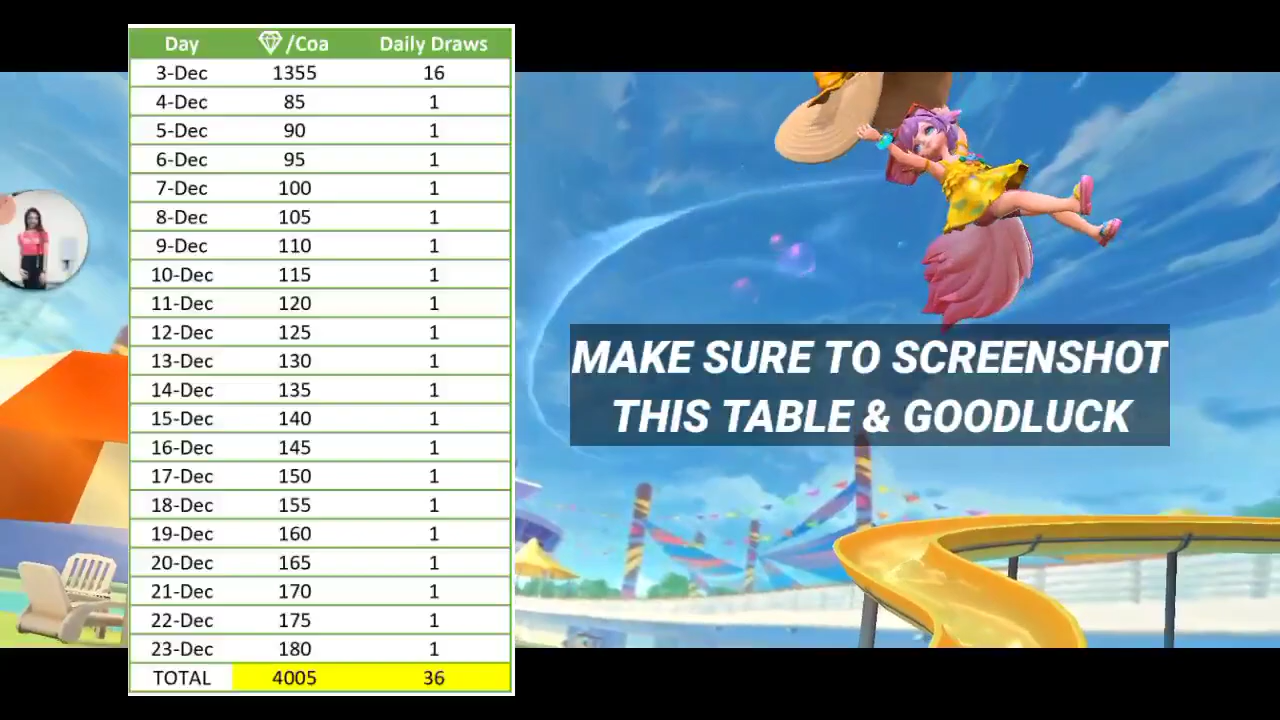 Day /Coa Daily Draws
3-Dec 1355 16
4-Dec 85 1
5-Dec 90 1
6-Dec 95 1
7-Dec 100 1
8-Dec 105 1
9-Dec 110 1
10-Dec 115 1
11-Dec 120 1
12-Dec 125 1
13-Dec 130 1
14-Dec 135 1
15-Dec 140 1
16-Dec 145 1
17-Dec 150 1
18-Dec 155 1
19-Dec 160 1
20-Dec 165 1
21-Dec 170 1
22-Dec 175 1
23-Dec 180 1
TOTAL 4005 36
MAKE SURE TO SCREENSHOT
THIS TABLE & GOODLUCK